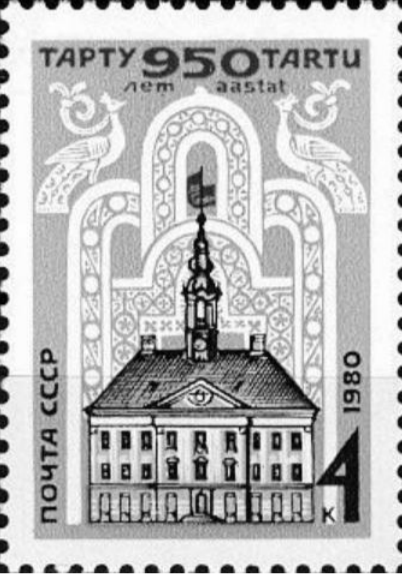 ТАРТУ 950 TARTU
лет aastat
ПОЧТА СССР
1980
4
К